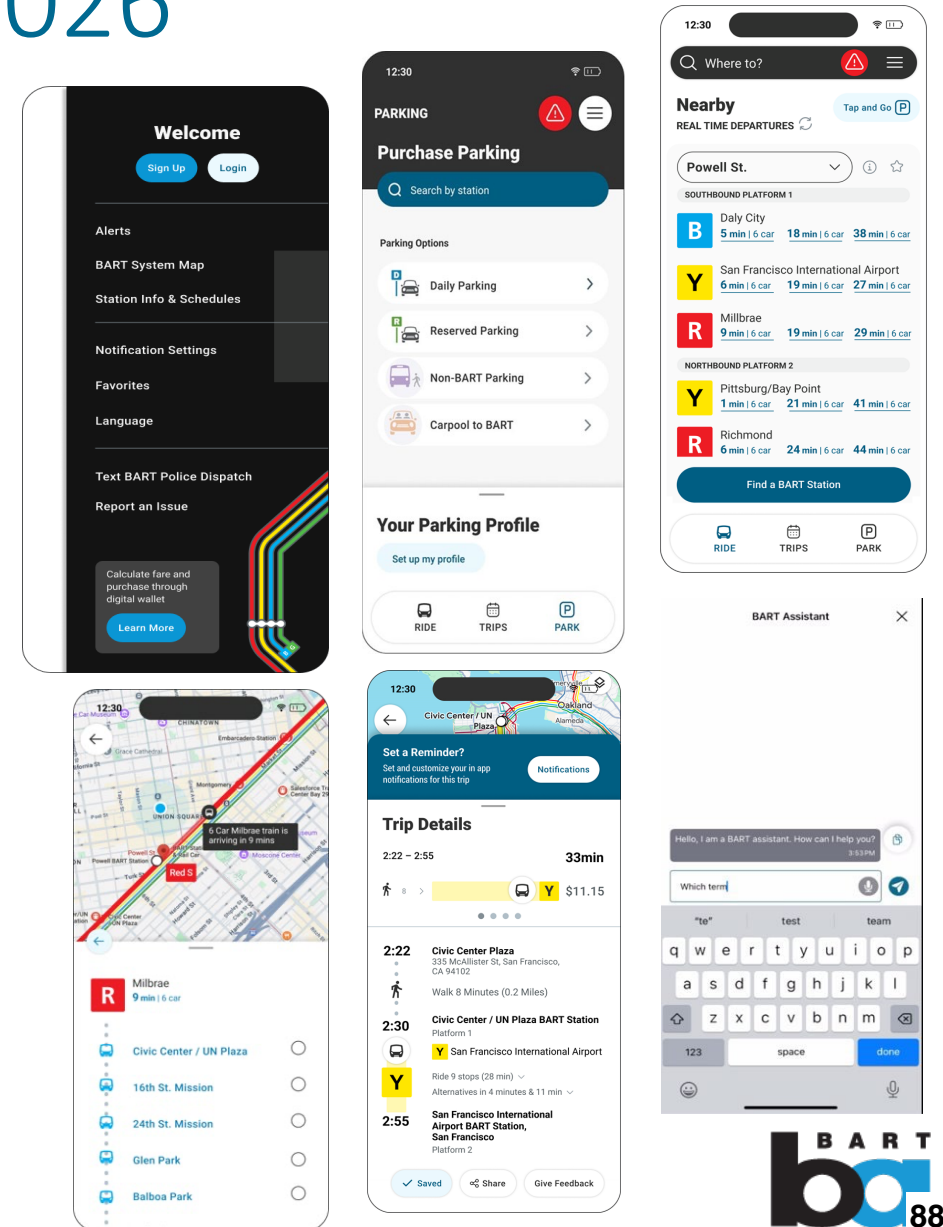 026
Welcome
Sign Up
Login
Alerts
BART System Map
Station Info & Schedules
Notification Settings
Favorites
Language
Text BART Police Dispatch
Report an Issue
Calculate fare and
purchase through
digital wallet
Learn More
12:30
PARKING
Purchase Parking
Search by station
Parking Options
D
Daily Parking
R
Reserved Parking
Non-BART Parking
Carpool to BART
Your Parking Profile
Set up my profile
RIDE
TRIPS
P
PARK
12:30
Where to?
Nearby
Tap and Go P
REAL TIME DEPARTURES
Powell St.
SOUTHBOUND PLATFORM 1
B
Daly City
5 min | 6 car 18 min | 6 car 38 min | 6 car
Y
San Francisco International Airport
6 min | 6 car 19 min | 6 car 27 min | 6 car
R
Millbrae
9 min | 6 car 19 min | 6 car 29 min | 6 car
NORTHBOUND PLATFORM 2
Y
Pittsburg/Bay Point
1 min | 6 car 21 min | 6 car 41 min | 6 car
R
Richmond
6 min | 6 car 24 min | 6 car 44 min | 6 car
Find a BART Station
RIDE
TRIPS
P
PARK
12:30
CHINATOWN
Embarcadero Station
Grace Cathedral
Montgomery
Salesforce
Center Bay 29
UNION SQUARE
6 Car Milbrae train is
arriving in 9 mins
Powell St
Powell BART Station
Moscone Center
Red S
Civic Center
UN Plaza
R
Milbrae
9 min | 6 car
Civic Center / UN Plaza
16th St. Mission
24th St. Mission
Glen Park
Balboa Park
12:30
Civic Center / UN
Plaza
Oakland
Alameda
Set a Reminder?
Set and customize your in app
notifications for this trip
Notifications
Trip Details
2:22 – 2:55
33min
8 >
Y
$11.15
2:22
Civic Center Plaza
335 McAllister St, San Francisco,
CA 94102
Walk 8 Minutes (0.2 Miles)
2:30
Civic Center / UN Plaza BART Station
Platform 1
Y San Francisco International Airport
Y
Ride 9 stops (28 min)
Alternatives in 4 minutes & 11 min
2:55
San Francisco International
Airport BART Station,
San Francisco
Platform 2
Saved
Share
Give Feedback
BART Assistant
Hello, I am a BART assistant. How can I help you?
3:53 PM
Which term
"te" test team
q w e r t y u i o p
a s d f g h j k l
z x c v b n m
123 space done
BART
ba
88